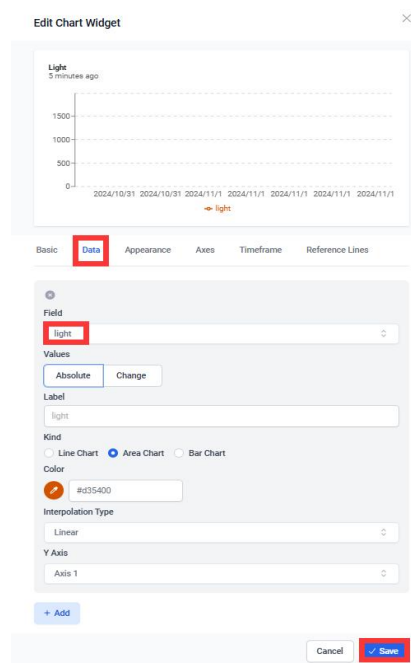 Edit Chart Widget
Light
5 minutes ago
1500
1000
500
0
2024/10/31 2024/10/31 2024/11/1 2024/11/1 2024/11/1 2024/11/1 2024/11/1
light
Basic Data Appearance Axes Timeframe Reference Lines
Field
light
Values
Absolute Change
Label
light
Kind
Line Chart Area Chart Bar Chart
Color
#d35400
Interpolation Type
Linear
Y Axis
Axis 1
+ Add
Cancel ✓ Save